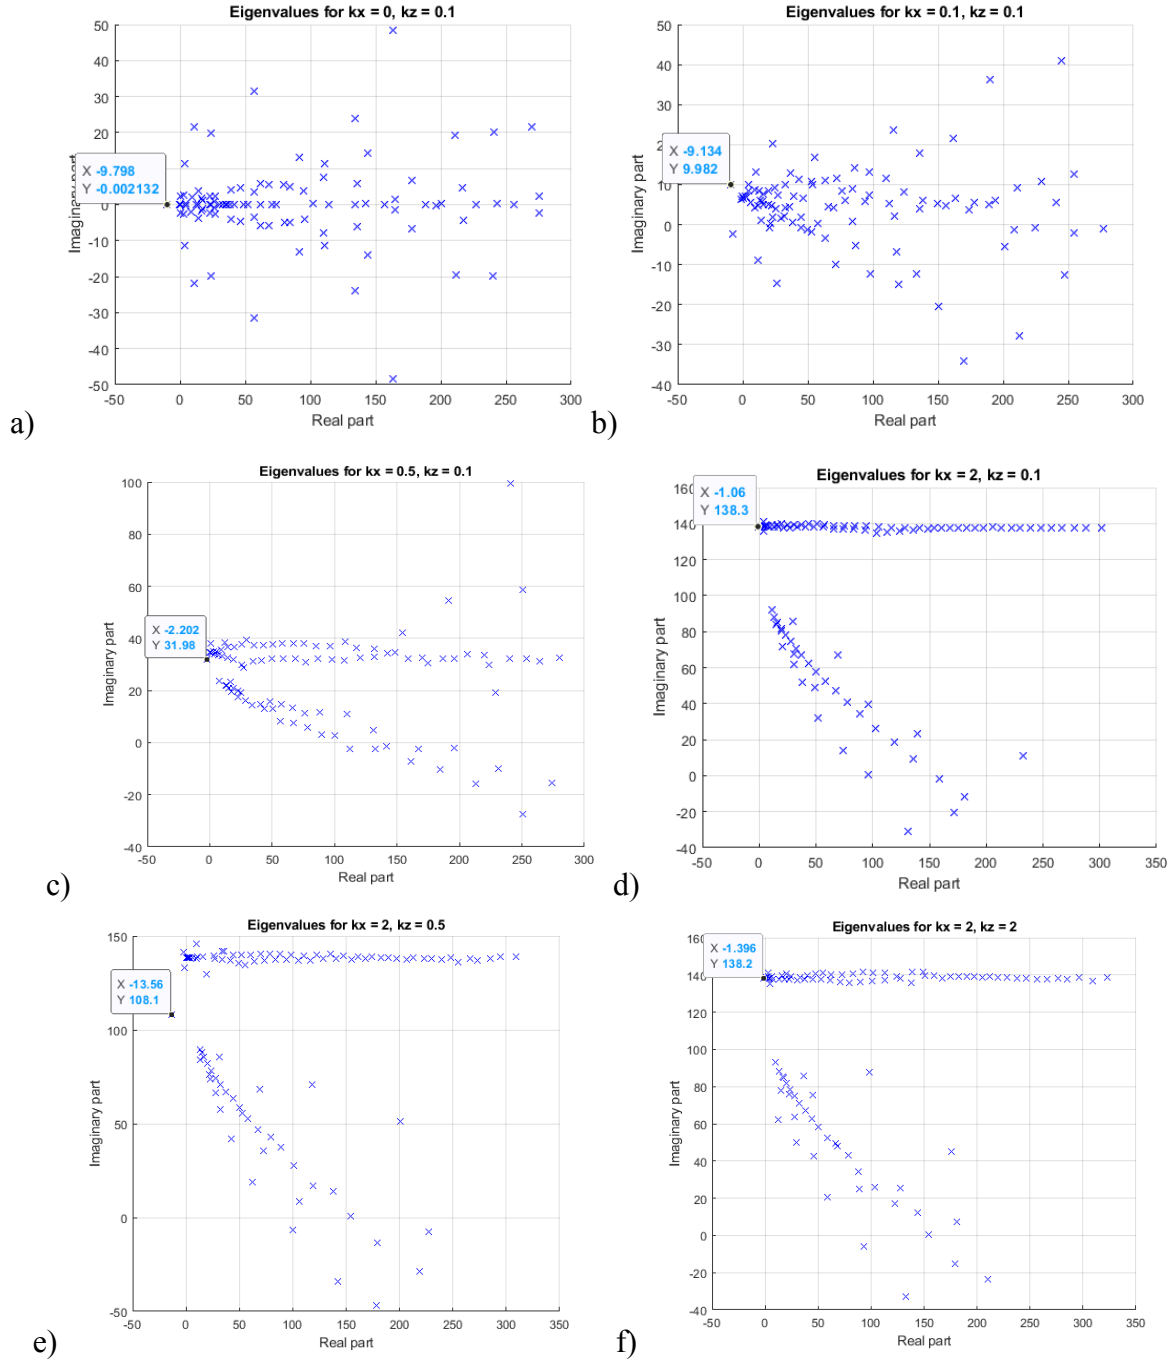 Eigenvalues for kx = 0, kz = 0.1
50
40
30
20
10
0
-10
-20
-30
-40
-50
X -9.798
Y -0.002132
-50 0 50 100 150 200 250 300
Real part
Imaginary part
a)
Eigenvalues for kx = 0.1, kz = 0.1
50
40
30
10
0
-10
-20
-30
-40
X -9.134
Y 9.982
-50 0 50 100 150 200 250 300
Real part
Imaginary part
b)
Eigenvalues for kx = 0.5, kz = 0.1
100
80
60
40
20
0
-20
-40
X -2.202
Y 31.98
-50 0 50 100 150 200 250 300
Real part
Imaginary part
c)
Eigenvalues for kx = 2, kz = 0.1
160
140
120
100
80
60
40
20
0
-20
-40
X -1.06
Y 138.3
-50 0 50 100 150 200 250 300 350
Real part
Imaginary part
d)
Eigenvalues for kx = 2, kz = 0.5
150
100
50
0
-50
X -13.56
Y 108.1
-50 0 50 100 150 200 250 300 350
Real part
Imaginary part
e)
Eigenvalues for kx = 2, kz = 2
160
140
120
100
80
60
40
20
0
-20
-40
X -1.396
Y 138.2
-50 0 50 100 150 200 250 300 350
Real part
Imaginary part
f)